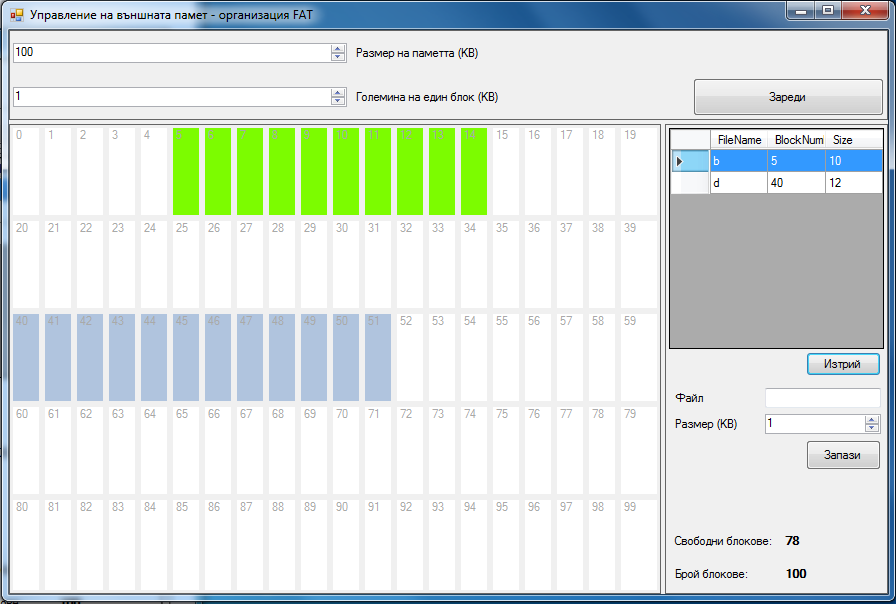 Управление на външната памет - организация FAT
100 Размер на паметта (KB)
1 Големина на един блок (KB)
Зареди
0 1 2 3 4 5 6 7 8 9 10 11 12 13 14 15 16 17 18 19
20 21 22 23 24 25 26 27 28 29 30 31 32 33 34 35 36 37 38 39
40 41 42 43 44 45 46 47 48 49 50 51 52 53 54 55 56 57 58 59
60 61 62 63 64 65 66 67 68 69 70 71 72 73 74 75 76 77 78 79
80 81 82 83 84 85 86 87 88 89 90 91 92 93 94 95 96 97 98 99
FileName BlockNum Size
b 5 10
d 40 12
Изтрий
Файл
Размер (KB) 1
Запази
Свободни блокове: 78
Брой блокове: 100